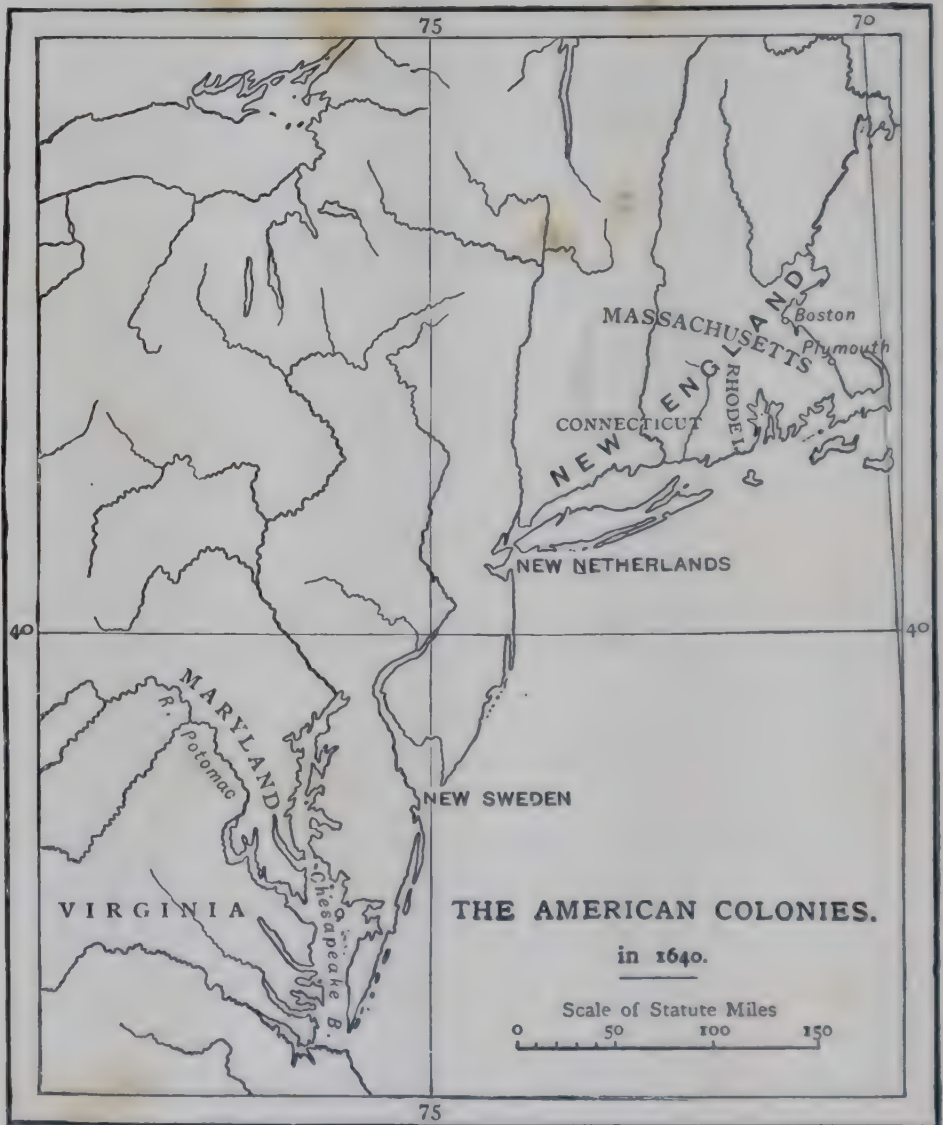 75
70
NEW ENGLAND
MASSACHUSETTS
Boston
Plymouth
RHODE I.
CONNECTICUT
NEW NETHERLANDS
40
40
MARYLAND
R. Potomac
NEW SWEDEN
Chesapeake B.
VIRGINIA
THE AMERICAN COLONIES.
in 1640.
Scale of Statute Miles
0 50 100 150
75